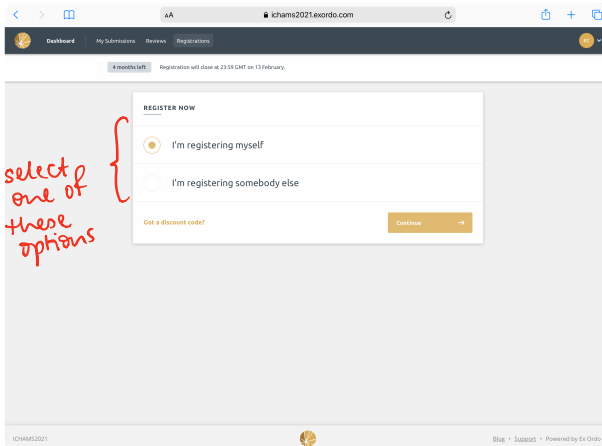 AA
ichams2021.exordo.com
Dashboard
My Submissions
Reviews
Registrations
KC
4 months left
Registration will close at 23:59 GMT on 13 February.
REGISTER NOW
I'm registering myself
I'm registering somebody else
select
one of
these
options
Got a discount code?
Continue →
ICHAMS2021
Blog • Support • Powered by Ex Ordo